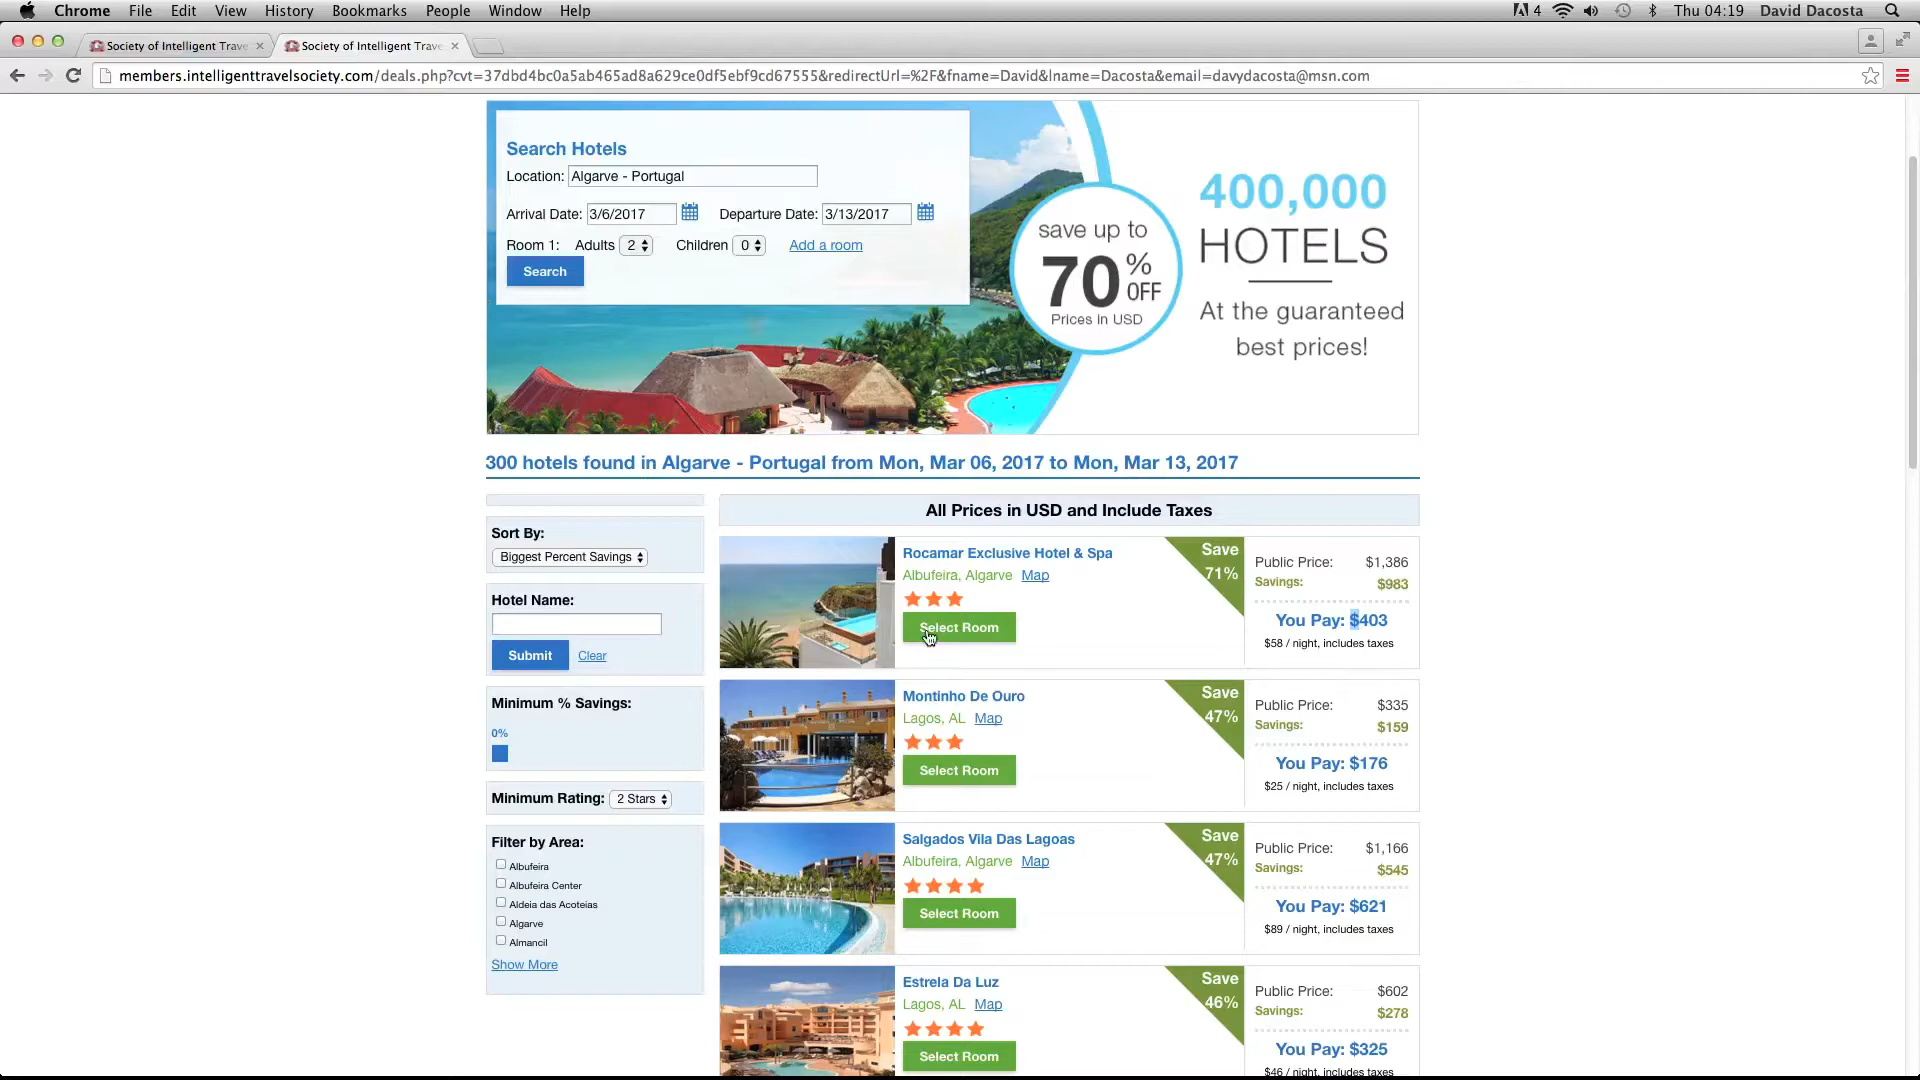 Chrome File Edit View History Bookmarks People Window Help
4 Thu 04:19 David Dacosta
Society of Intelligent Trave
Society of Intelligent Trave
members.intelligenttravelsociety.com/deals.php?cvt=37dbd4bc0a5ab465ad8a629ce0df5ebf9cd67555&redirectUrl=%2F&fname=David&lname=Dacosta&email=davydacosta@msn.com
Search Hotels
Location: Algarve - Portugal
Arrival Date: 3/6/2017 Departure Date: 3/13/2017
Room 1: Adults 2 Children 0 Add a room
Search
save up to
70% OFF
Prices in USD
400,000
HOTELS
At the guaranteed
best prices!
300 hotels found in Algarve - Portugal from Mon, Mar 06, 2017 to Mon, Mar 13, 2017
Sort By:
Biggest Percent Savings
Hotel Name:
Submit Clear
Minimum % Savings:
0%
Minimum Rating: 2 Stars
Filter by Area:
Albufeira
Albufeira Center
Aldeia das Acoteias
Algarve
Almancil
Show More
All Prices in USD and Include Taxes
Rocamar Exclusive Hotel & Spa
Albufeira, Algarve Map
Select Room
Save
71%
Public Price: $1,386
Savings: $983
You Pay: $403
$58 / night, includes taxes
Montinho De Ouro
Lagos, AL Map
Select Room
Save
47%
Public Price: $335
Savings: $159
You Pay: $176
$25 / night, includes taxes
Salgados Vila Das Lagoas
Albufeira, Algarve Map
Select Room
Save
47%
Public Price: $1,166
Savings: $545
You Pay: $621
$89 / night, includes taxes
Estrela Da Luz
Lagos, AL Map
Select Room
Save
46%
Public Price: $602
Savings: $278
You Pay: $325
$46 / night, includes taxes